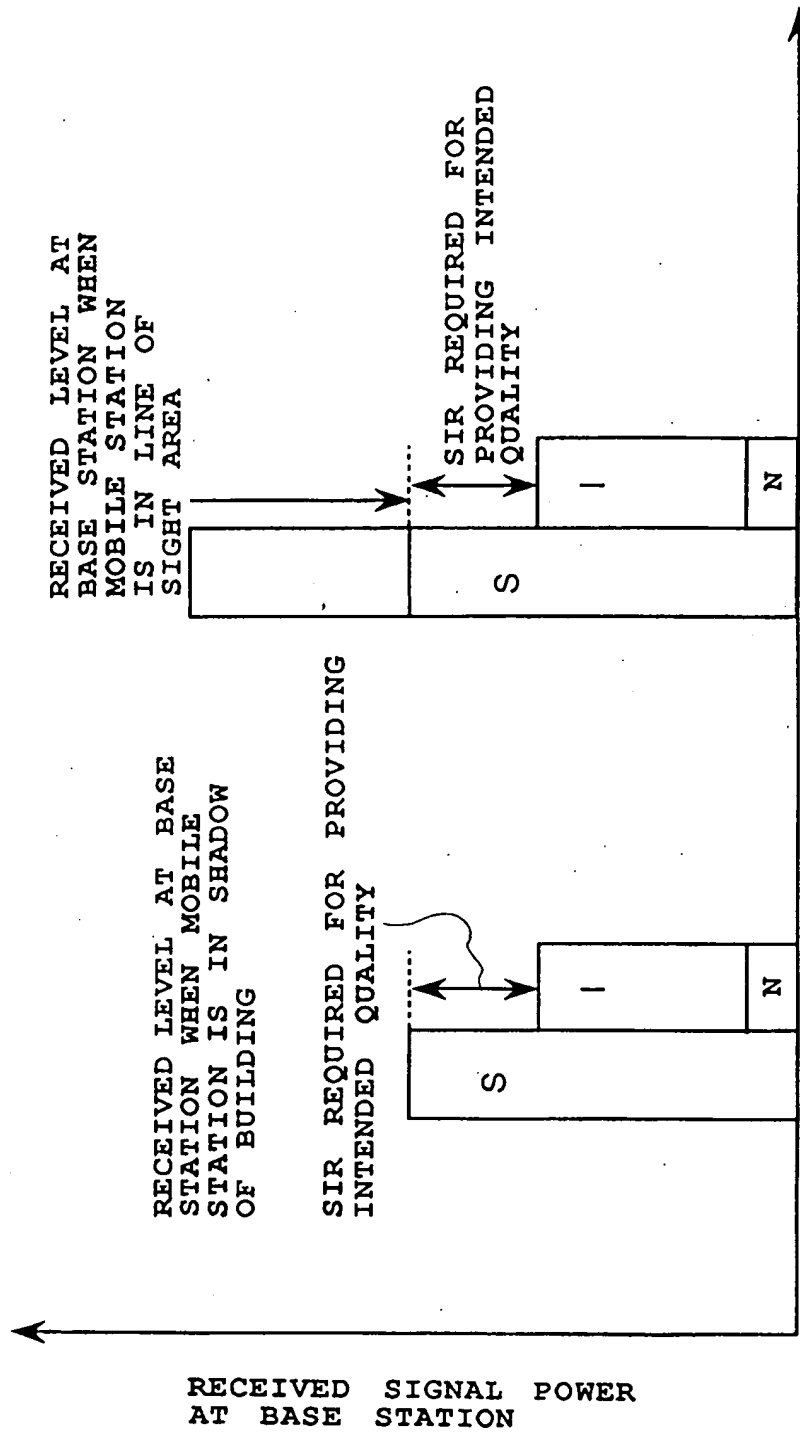 RECEIVED SIGNAL POWER
AT BASE STATION
RECEIVED LEVEL AT BASE
STATION WHEN MOBILE
STATION IS IN SHADOW
OF BUILDING
SIR REQUIRED FOR PROVIDING
INTENDED QUALITY
S
I
N
RECEIVED LEVEL AT
BASE STATION WHEN
MOBILE STATION
IS IN LINE OF
SIGHT AREA
SIR REQUIRED FOR
PROVIDING INTENDED
QUALITY
S
I
N